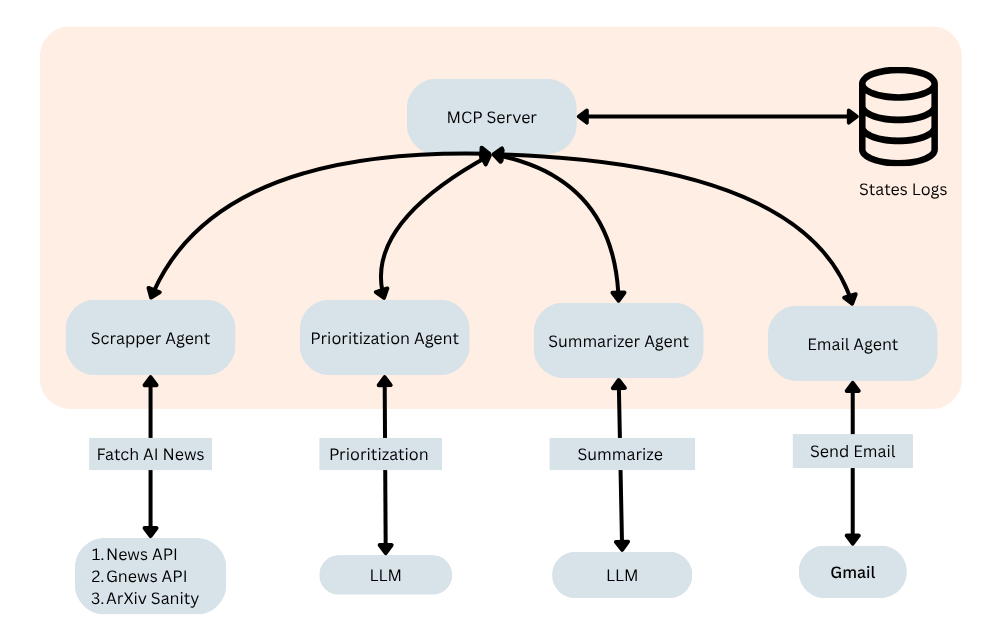 MCP Server
States Logs
Scrapper Agent
Prioritization Agent
Summarizer Agent
Email Agent
Fatch AI News
Prioritization
Summarize
Send Email
1. News API
2. Gnews API
3. ArXiv Sanity
LLM
LLM
Gmail